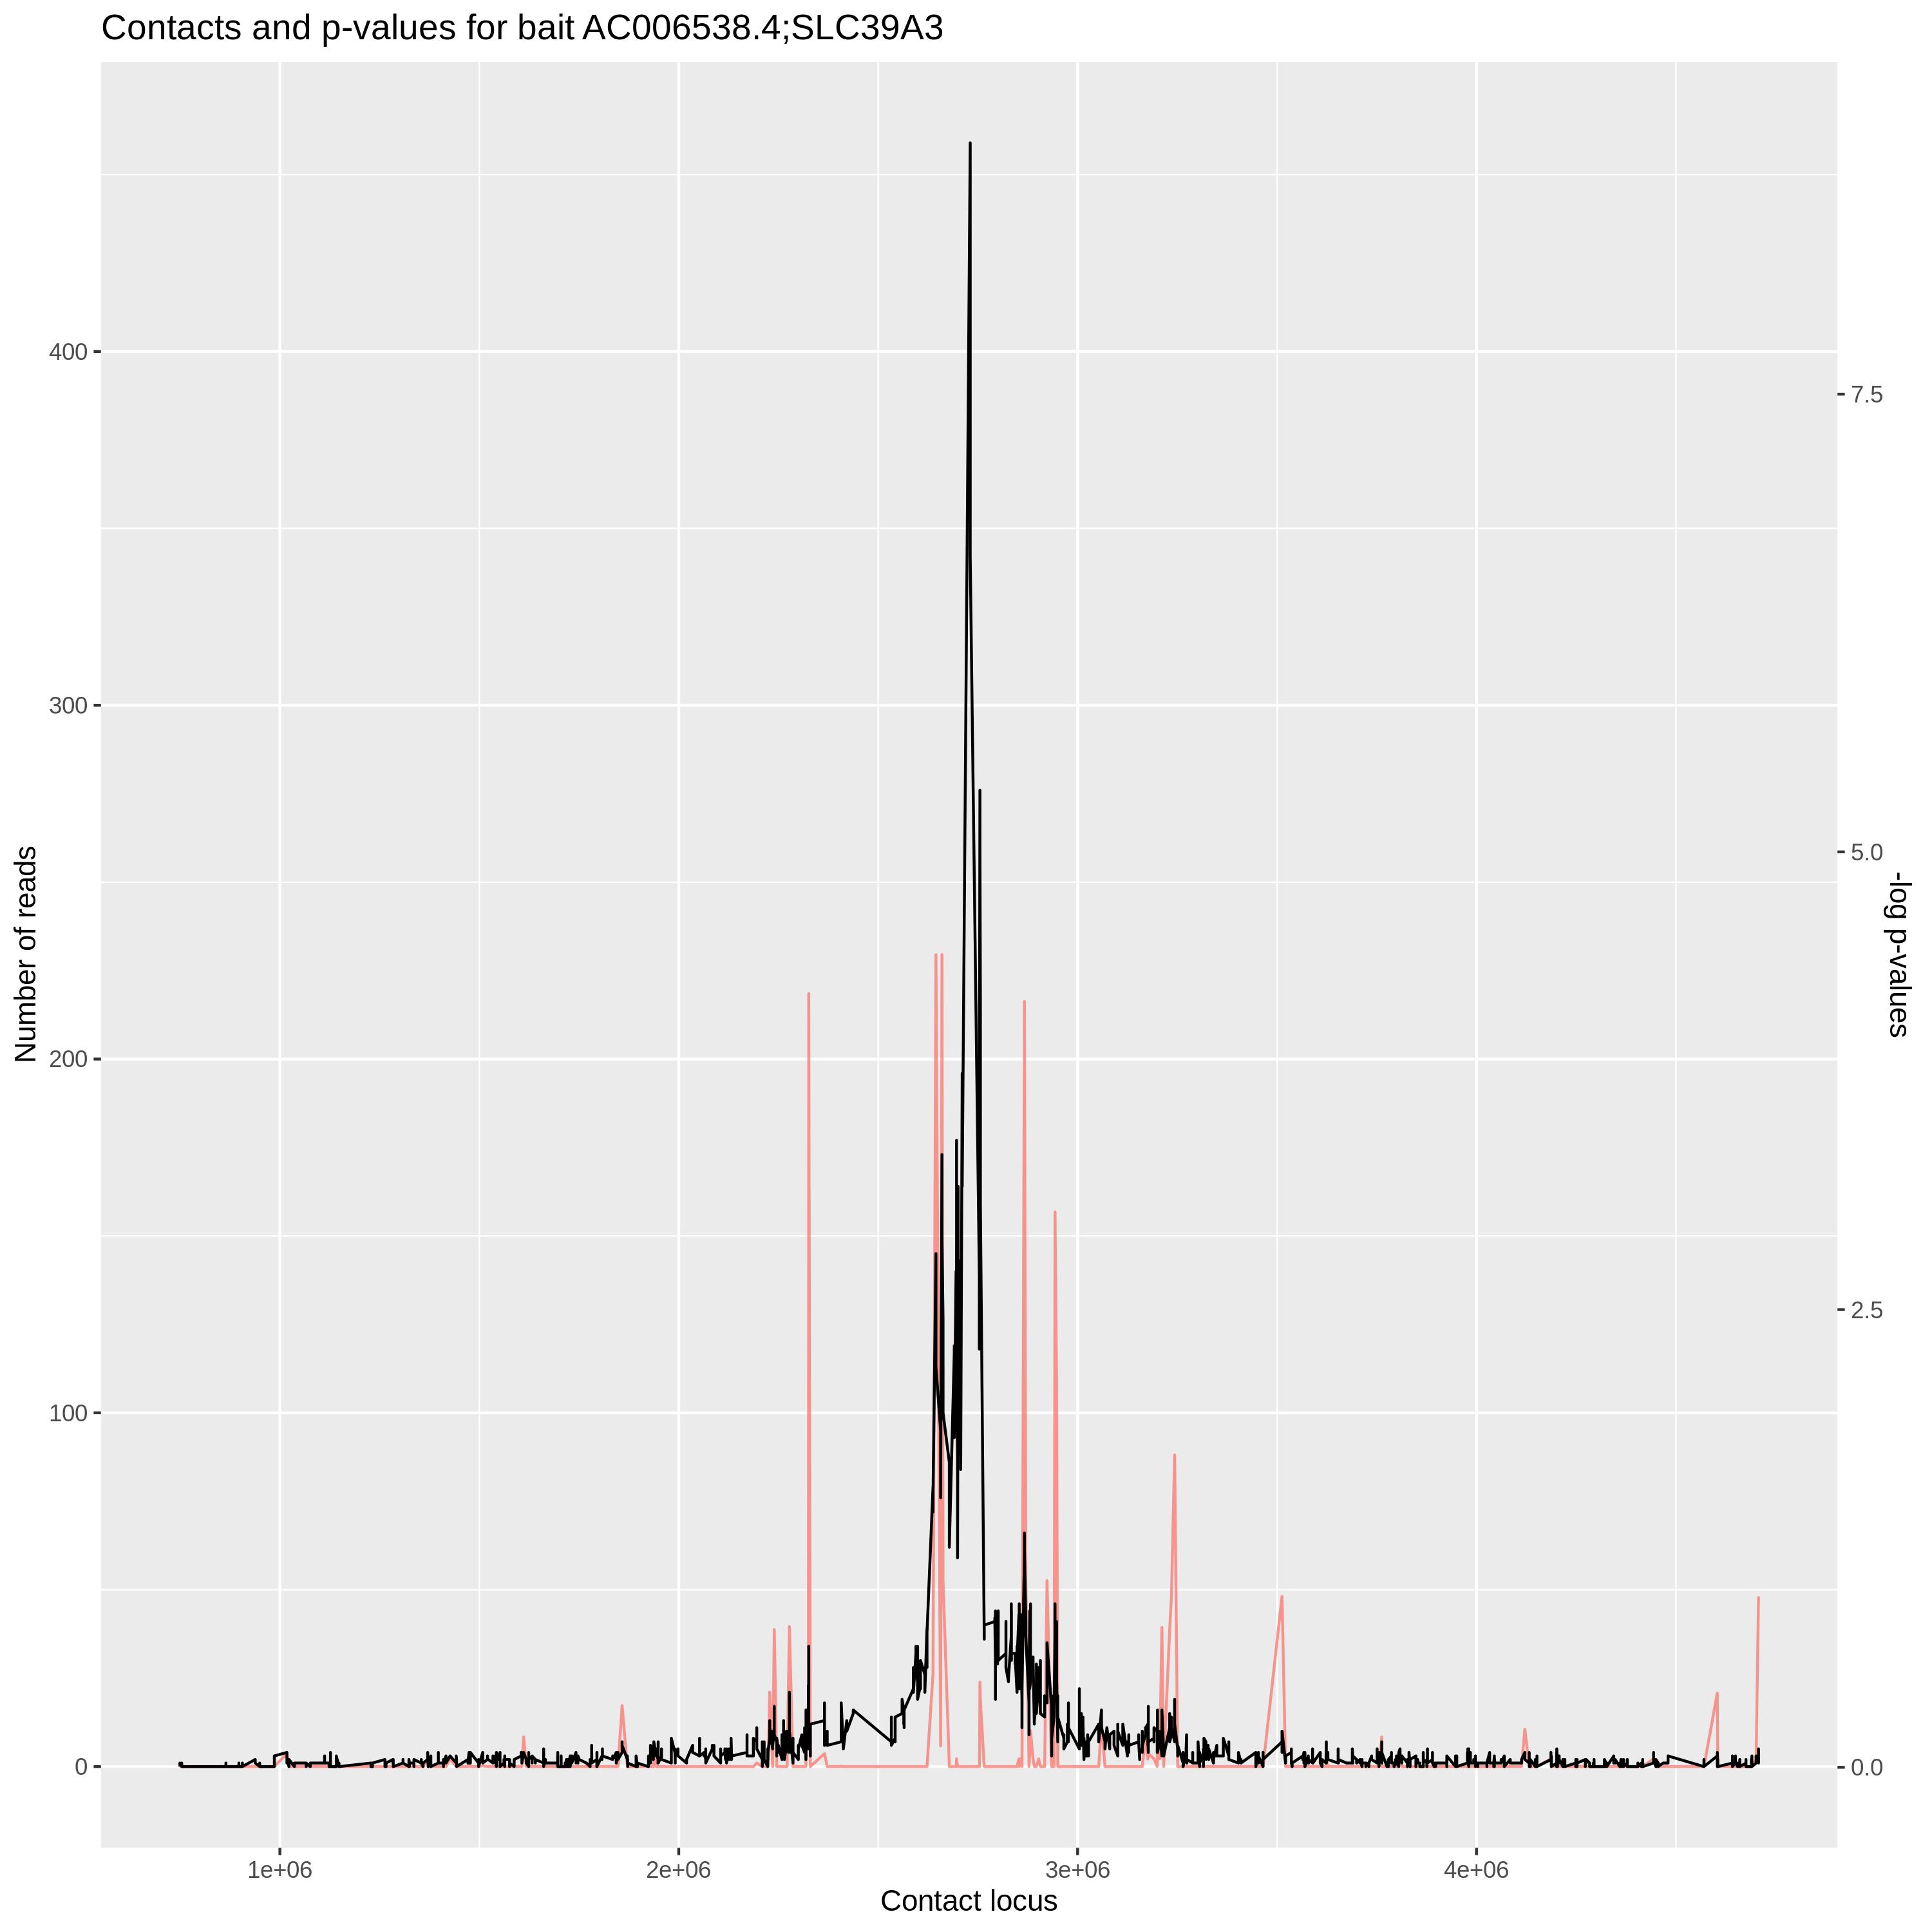 Contacts and p-values for bait AC006538.4;SLC39A3
400
300
200
100
0
Number of reads
7.5
5.0
2.5
0.0
-log p-values
1e+06
2e+06
3e+06
4e+06
Contact locus